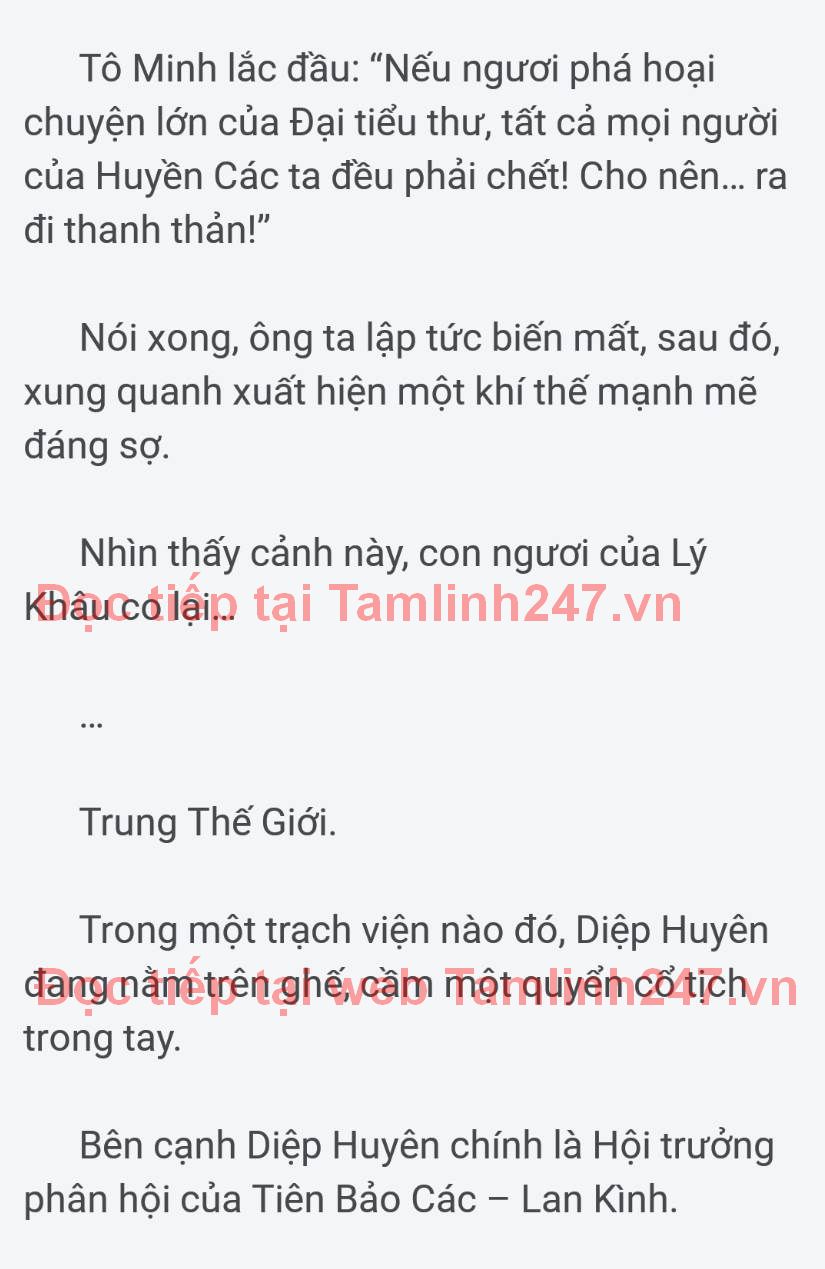 Tô Minh lắc đầu: “Nếu ngươi phá hoại
chuyện lớn của Đại tiểu thư, tất cả mọi người
của Huyền Các ta đều phải chết! Cho nên... ra
đi thanh thản!”
Nói xong, ông ta lập tức biến mất, sau đó,
xung quanh xuất hiện một khí thế mạnh mẽ
đáng sợ.
Nhìn thấy cảnh này, con ngươi của Lý
Khâu co lại...
Đọc tiếp tại Tamlinh247.vn
...
Trung Thế Giới.
Trong một trạch viện nào đó, Diệp Huyên
đang nằm trên ghế, cầm một quyển cổ tịch
Đọc tiếp tại web Tamlinh247.vn
trong tay.
Bên cạnh Diệp Huyên chính là Hội trưởng
phân hội của Tiên Bảo Các – Lan Kình.